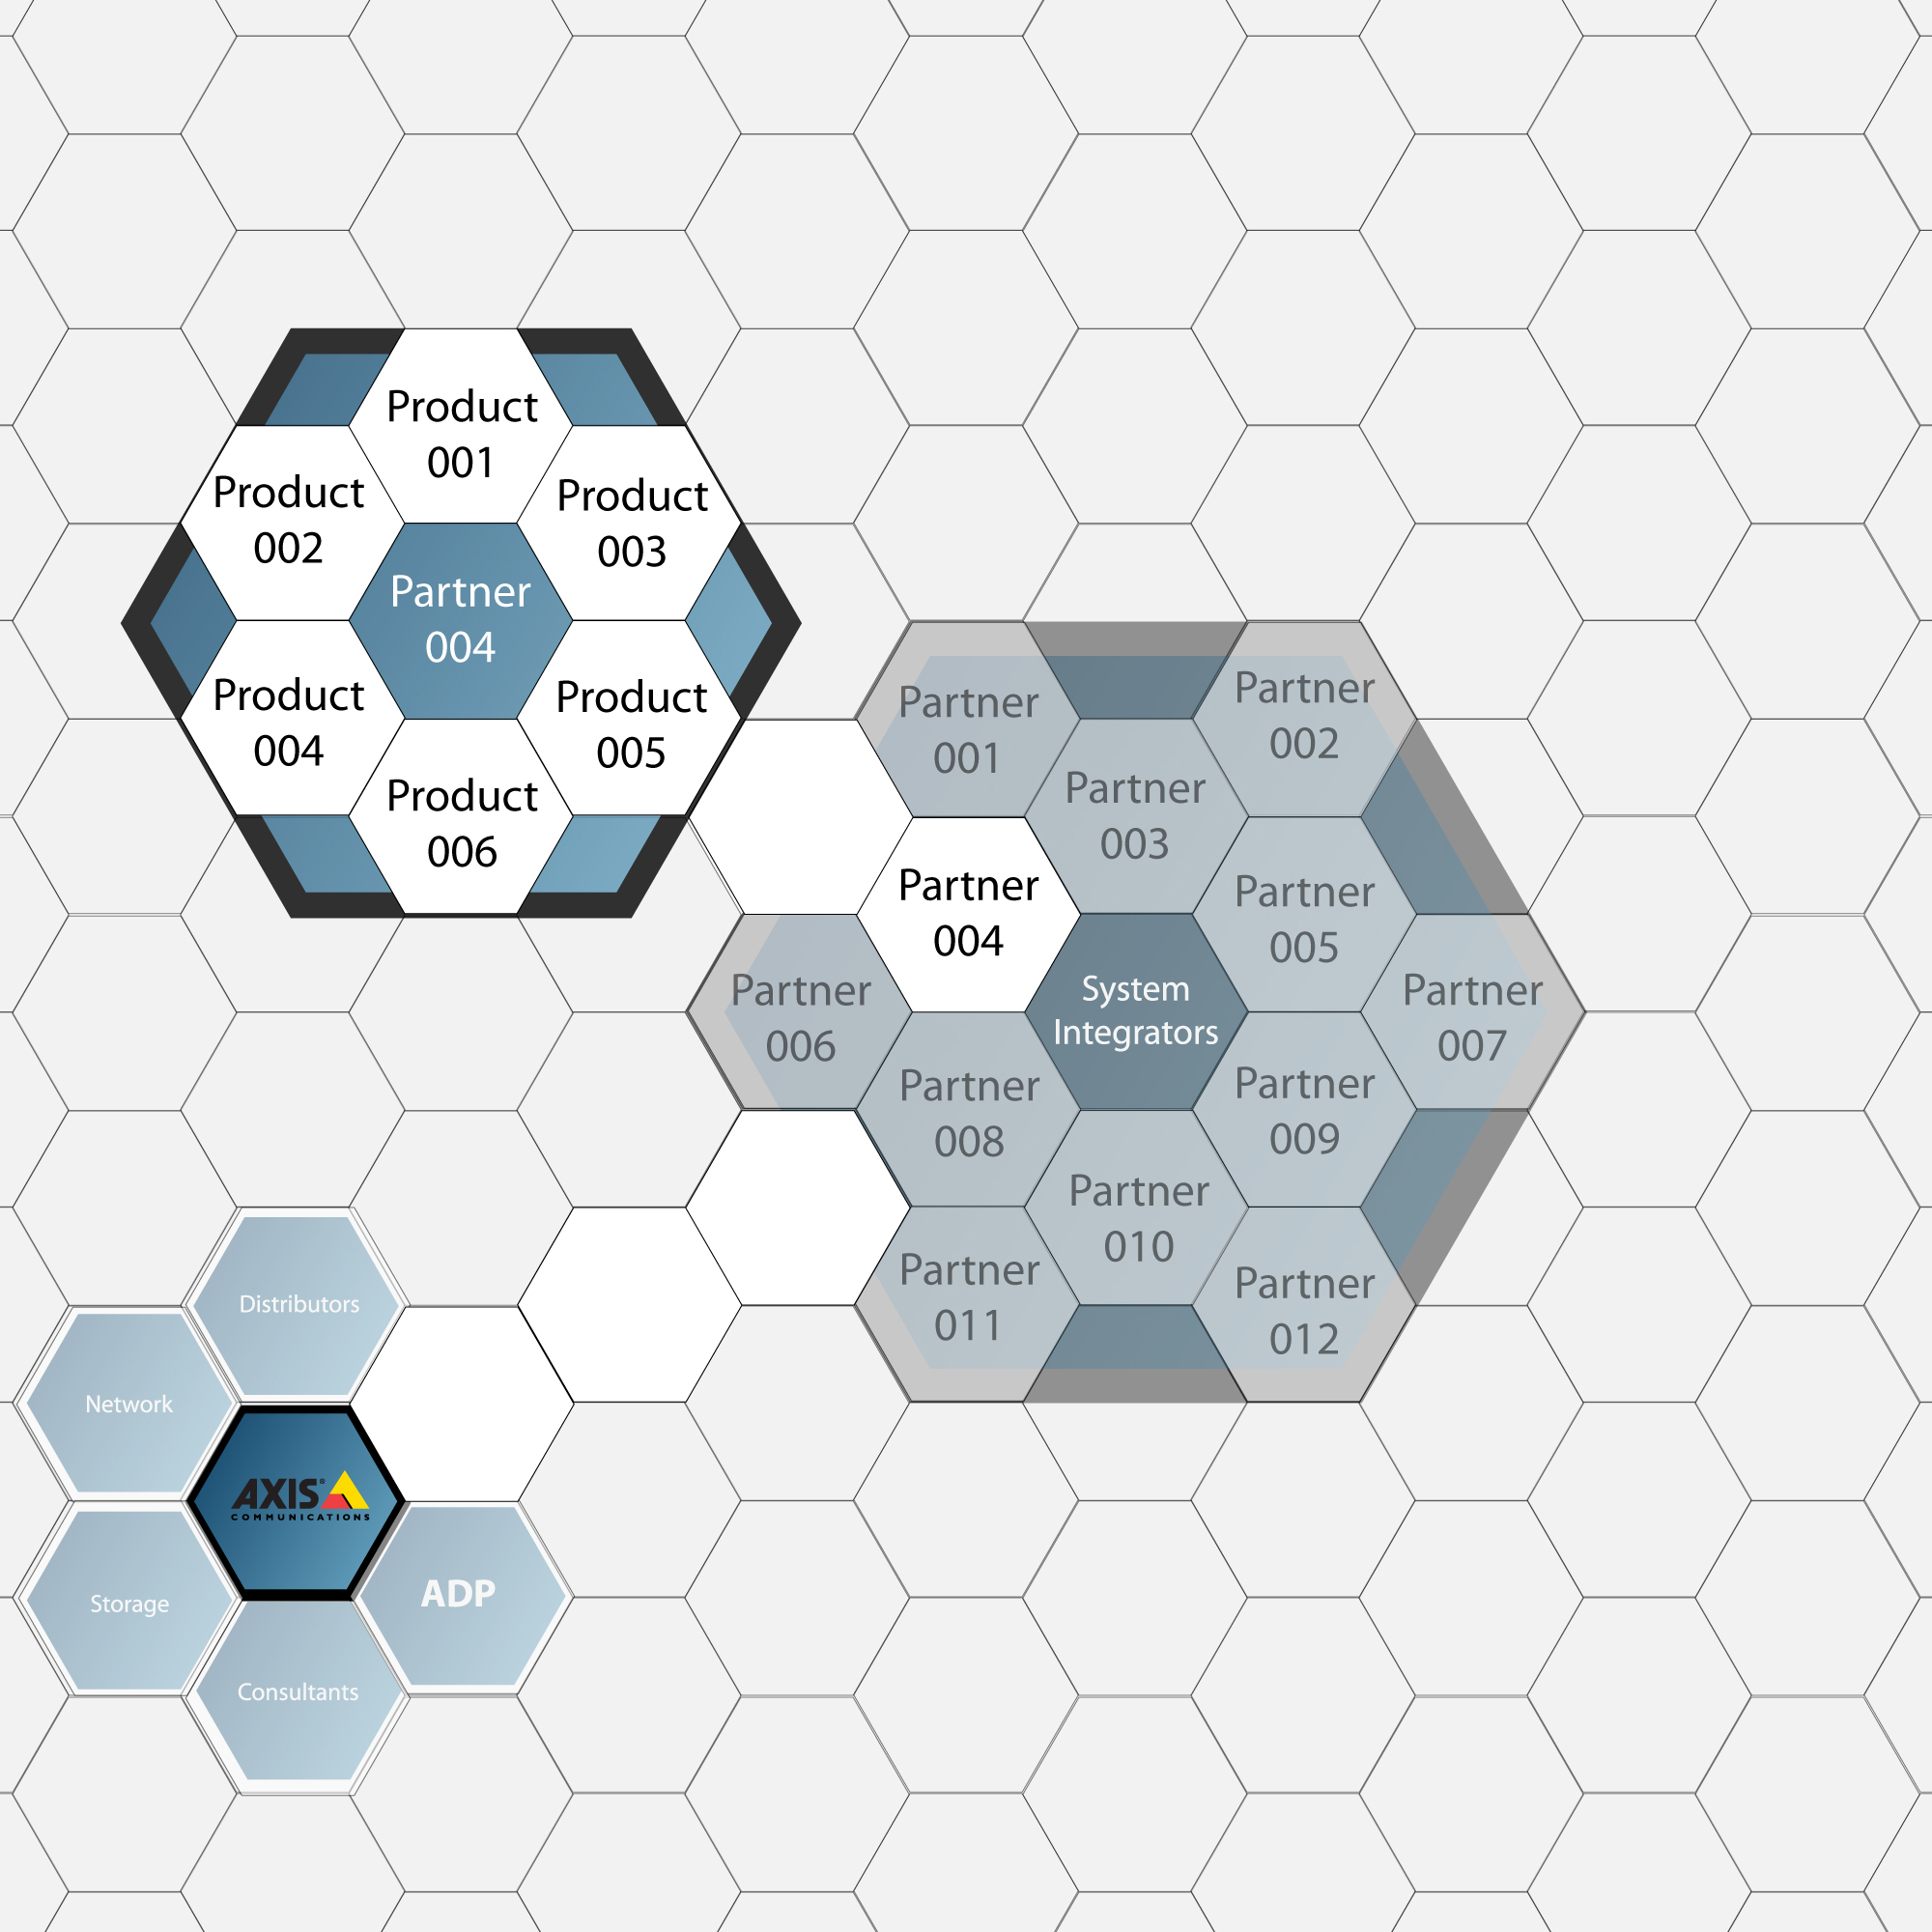 Product
001
Product
002
Product
003
Partner
004
Product
004
Product
005
Product
006
Partner
001
Partner
002
Partner
003
Partner
004
Partner
005
System
Integrators
Partner
006
Partner
007
Partner
008
Partner
009
Partner
010
Partner
011
Partner
012
Distributors
Network
AXIS
COMMUNICATIONS
Storage
ADP
Consultants